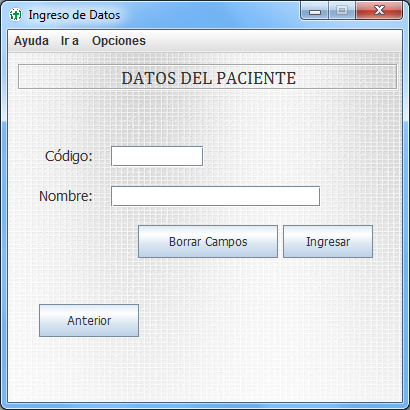 Ingreso de Datos
Ayuda Ir a Opciones
DATOS DEL PACIENTE
Código:
Nombre:
Borrar Campos Ingresar
Anterior